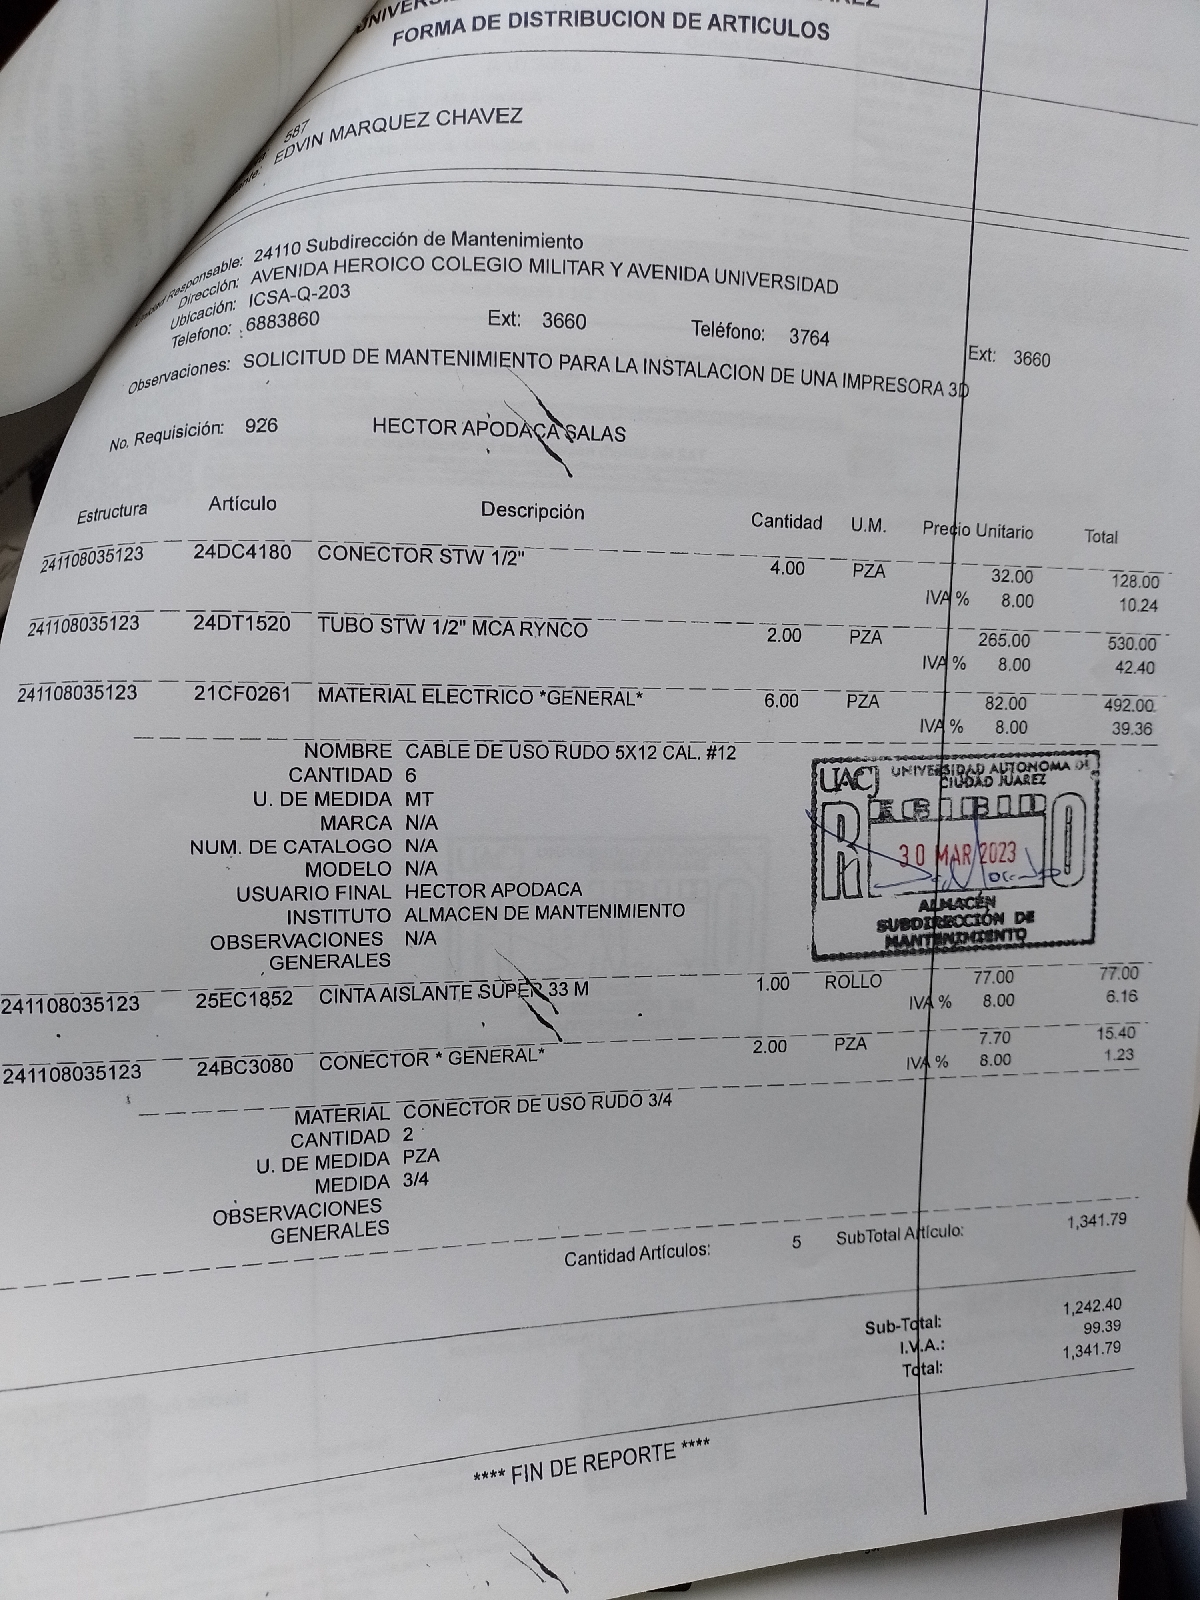 FORMA DE DISTRIBUCION DE ARTICULOS
587
EDVIN MARQUEZ CHAVEZ
Responsable: 24110 Subdirección de Mantenimiento
Dirección: AVENIDA HEROICO COLEGIO MILITAR Y AVENIDA UNIVERSIDAD
Ubicación: ICSA-Q-203
Telefono: 6883860 Ext: 3660 Teléfono: 3764 Ext: 3660
Observaciones: SOLICITUD DE MANTENIMIENTO PARA LA INSTALACION DE UNA IMPRESORA 3D
No. Requisición: 926 HECTOR APODACA SALAS
Estructura Artículo Descripción Cantidad U.M. Precio Unitario Total
241108035123 24DC4180 CONECTOR STW 1/2" 4.00 PZA 32.00 128.00
IVA % 8.00 10.24
241108035123 24DT1520 TUBO STW 1/2" MCA RYNCO 2.00 PZA 265.00 530.00
IVA % 8.00 42.40
241108035123 21CF0261 MATERIAL ELECTRICO *GENERAL* 6.00 PZA 82.00 492.00
IVA % 8.00 39.36
NOMBRE CABLE DE USO RUDO 5X12 CAL. #12
CANTIDAD 6
U. DE MEDIDA MT
MARCA N/A
NUM. DE CATALOGO N/A
MODELO N/A
USUARIO FINAL HECTOR APODACA
INSTITUTO ALMACEN DE MANTENIMIENTO
OBSERVACIONES N/A
GENERALES
UACJ UNIVERSIDAD AUTONOMA DE
CIUDAD JUAREZ
RECIBIDO
30 MAR 2023
ALMACÉN
SUBDIRECCIÓN DE
MANTENIMIENTO
241108035123 25EC1852 CINTA AISLANTE SUPER 33 M 1.00 ROLLO 77.00 77.00
IVA % 8.00 6.16
241108035123 24BC3080 CONECTOR * GENERAL* 2.00 PZA 7.70 15.40
IVA % 8.00 1.23
MATERIAL CONECTOR DE USO RUDO 3/4
CANTIDAD 2
U. DE MEDIDA PZA
MEDIDA 3/4
OBSERVACIONES
GENERALES
Cantidad Artículos: 5 SubTotal Artículo: 1,341.79
Sub-Total: 1,242.40
I.V.A.: 99.39
Total: 1,341.79
**** FIN DE REPORTE ****